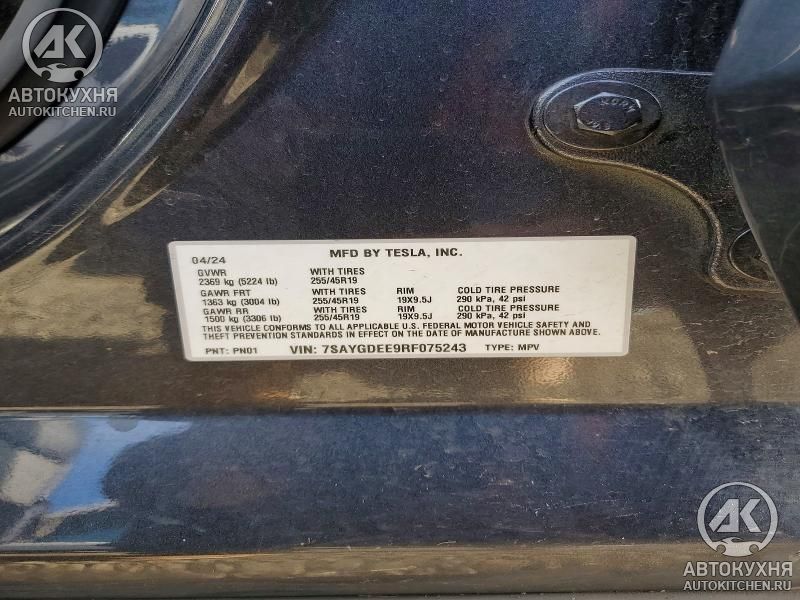 AK
АВТОКУХНЯ
AUTOKITCHEN.RU
04/24 MFD BY TESLA, INC.
GVWR WITH TIRES
2369 kg (5224 lb) 255/45R19
GAWR FRT WITH TIRES RIM COLD TIRE PRESSURE
1363 kg (3004 lb) 255/45R19 19X9.5J 290 kPa, 42 psi
GAWR RR WITH TIRES RIM COLD TIRE PRESSURE
1500 kg (3306 lb) 255/45R19 19X9.5J 290 kPa, 42 psi
THIS VEHICLE CONFORMS TO ALL APPLICABLE U.S. FEDERAL MOTOR VEHICLE SAFETY AND
THEFT PREVENTION STANDARDS IN EFFECT ON THE DATE OF MANUFACTURE SHOWN ABOVE.
PNT: PN01 VIN: 7SAYGDEE9RF075243 TYPE: MPV
AK
АВТОКУХНЯ
AUTOKITCHEN.RU